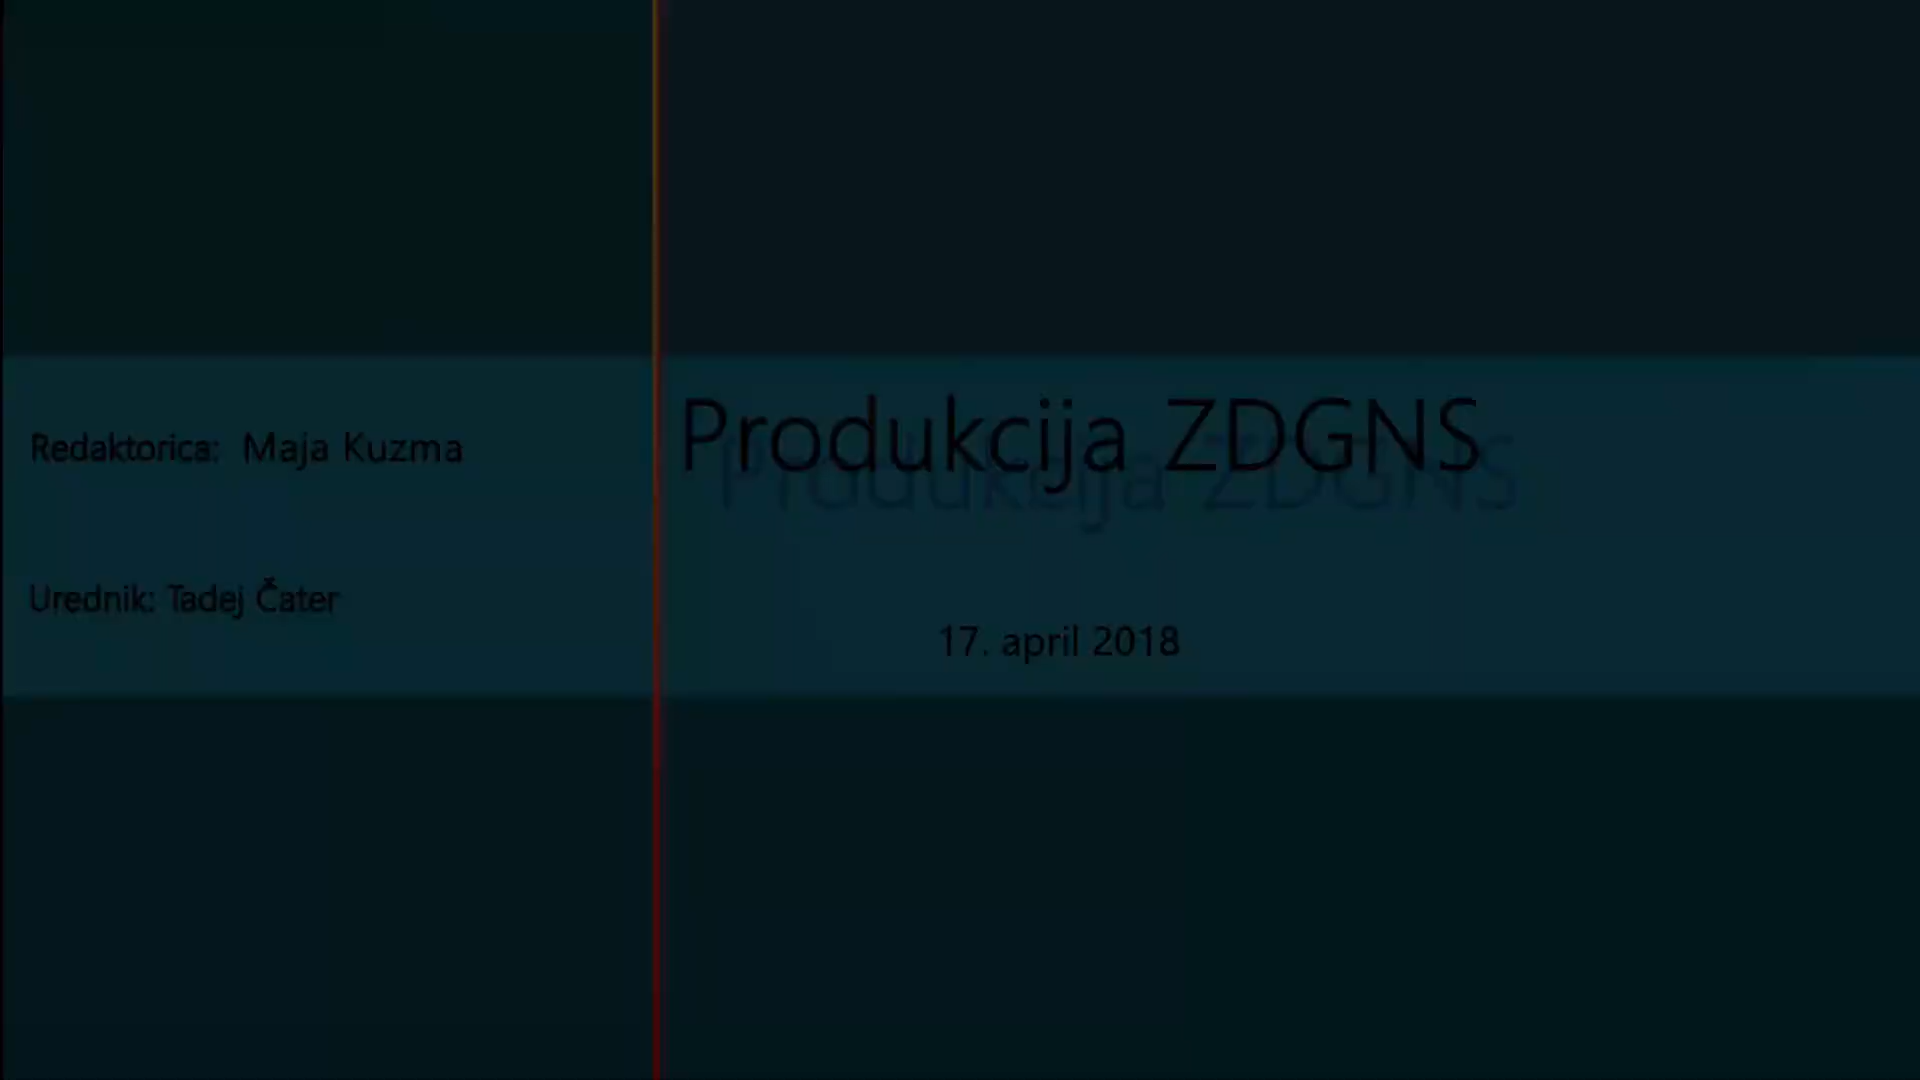 Redaktorica: Maja Kuzma
Urednik: Tadej Čater
Produkcija ZDGNS
17. april 2018